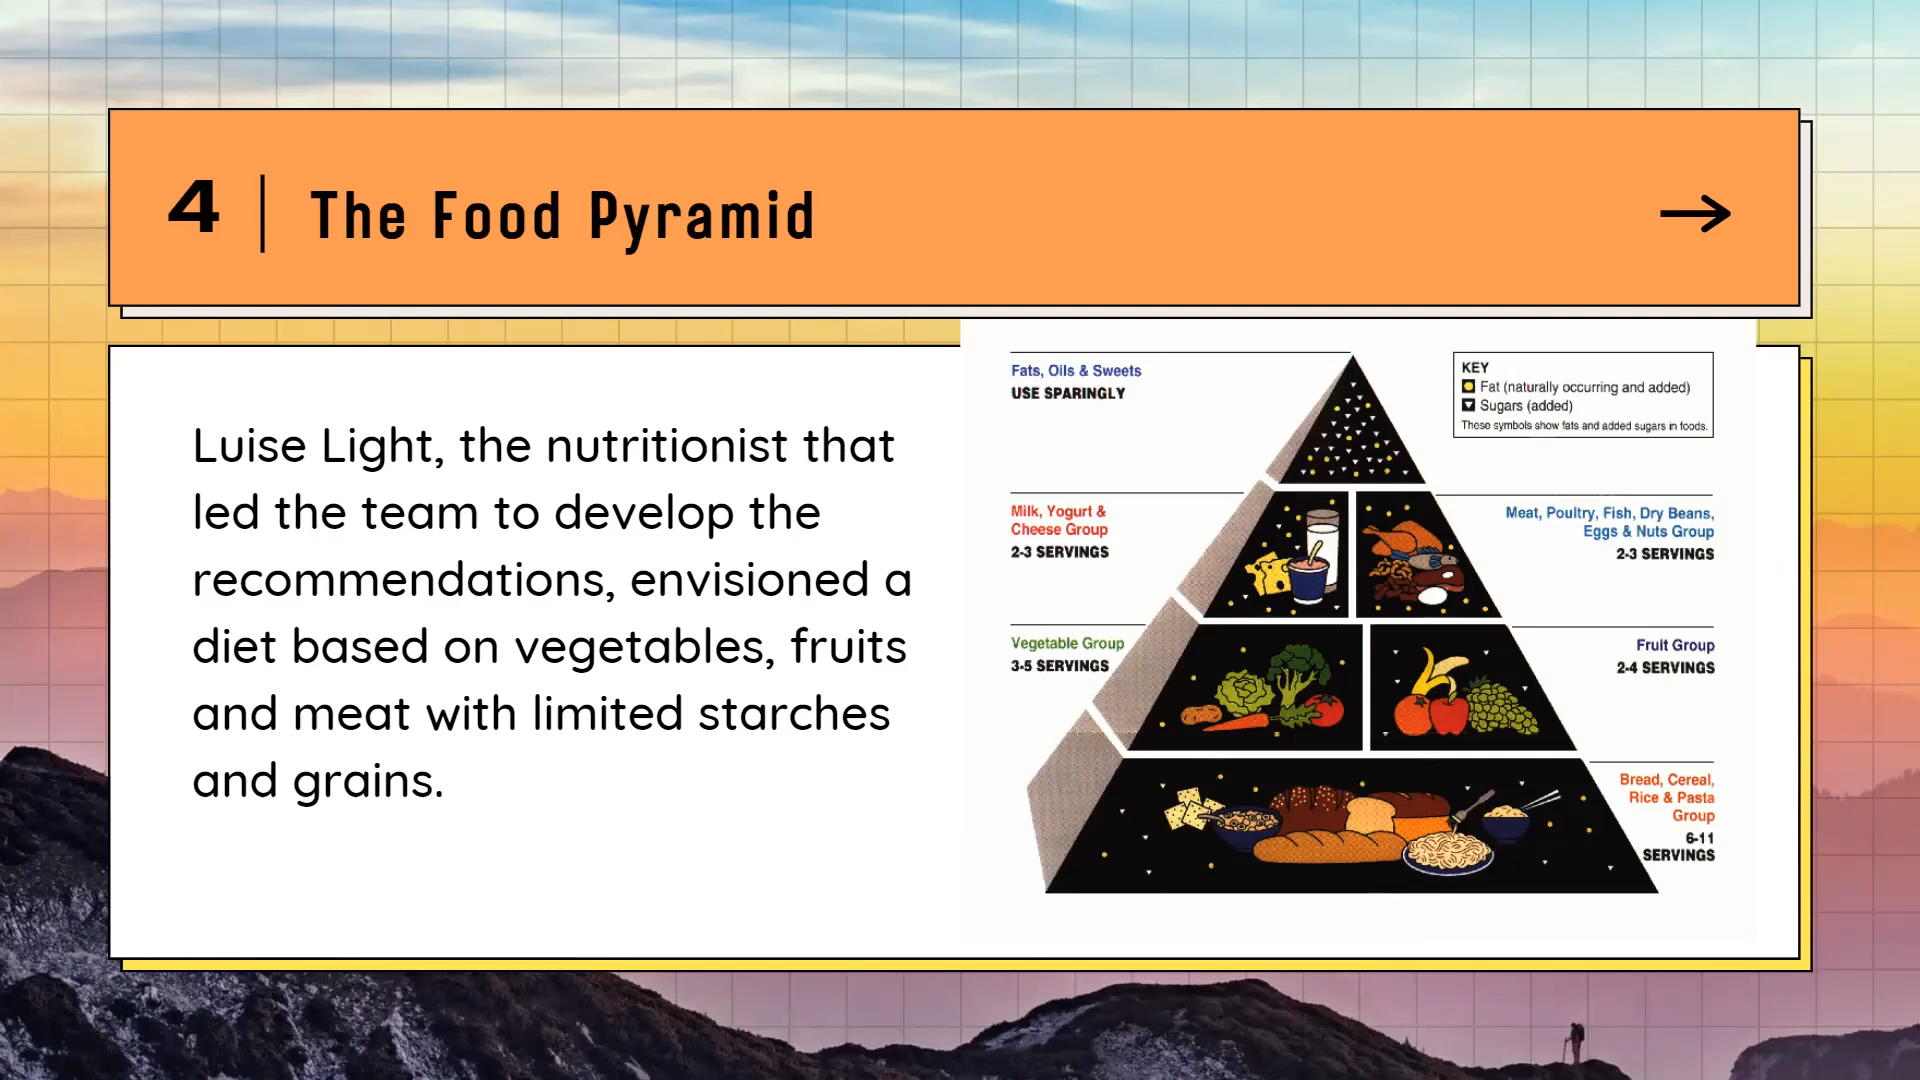 4 The Food Pyramid
Luise Light, the nutritionist that
led the team to develop the
recommendations, envisioned a
diet based on vegetables, fruits
and meat with limited starches
and grains.
Fats, Oils & Sweets
USE SPARINGLY
KEY
Fat (naturally occurring and added)
Sugars (added)
These symbols show fats and added sugars in foods.
Milk, Yogurt &
Cheese Group
2-3 SERVINGS
Meat, Poultry, Fish, Dry Beans,
Eggs & Nuts Group
2-3 SERVINGS
Vegetable Group
3-5 SERVINGS
Fruit Group
2-4 SERVINGS
Bread, Cereal,
Rice & Pasta
Group
6-11
SERVINGS